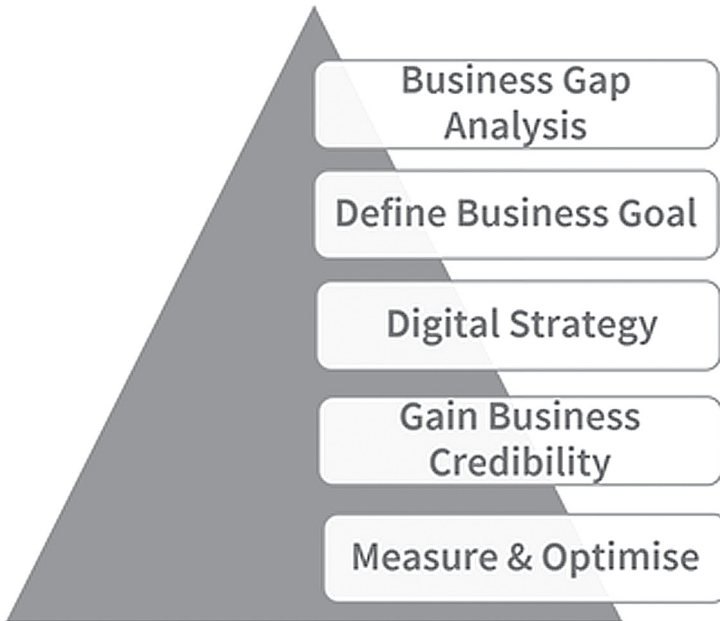 Business Gap
Analysis
Define Business Goal
Digital Strategy
Gain Business
Credibility
Measure & Optimise